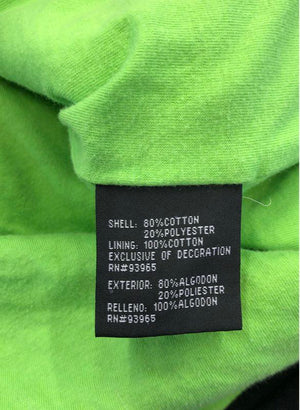 SHELL: 80%COTTON
20%POLYESTER
LINING: 100%COTTON
EXCLUSIVE OF DECORATION
RN#93965
EXTERIOR: 80%ALGODON
20%POLIESTER
RELLENO: 100%ALGODON
RN#93965